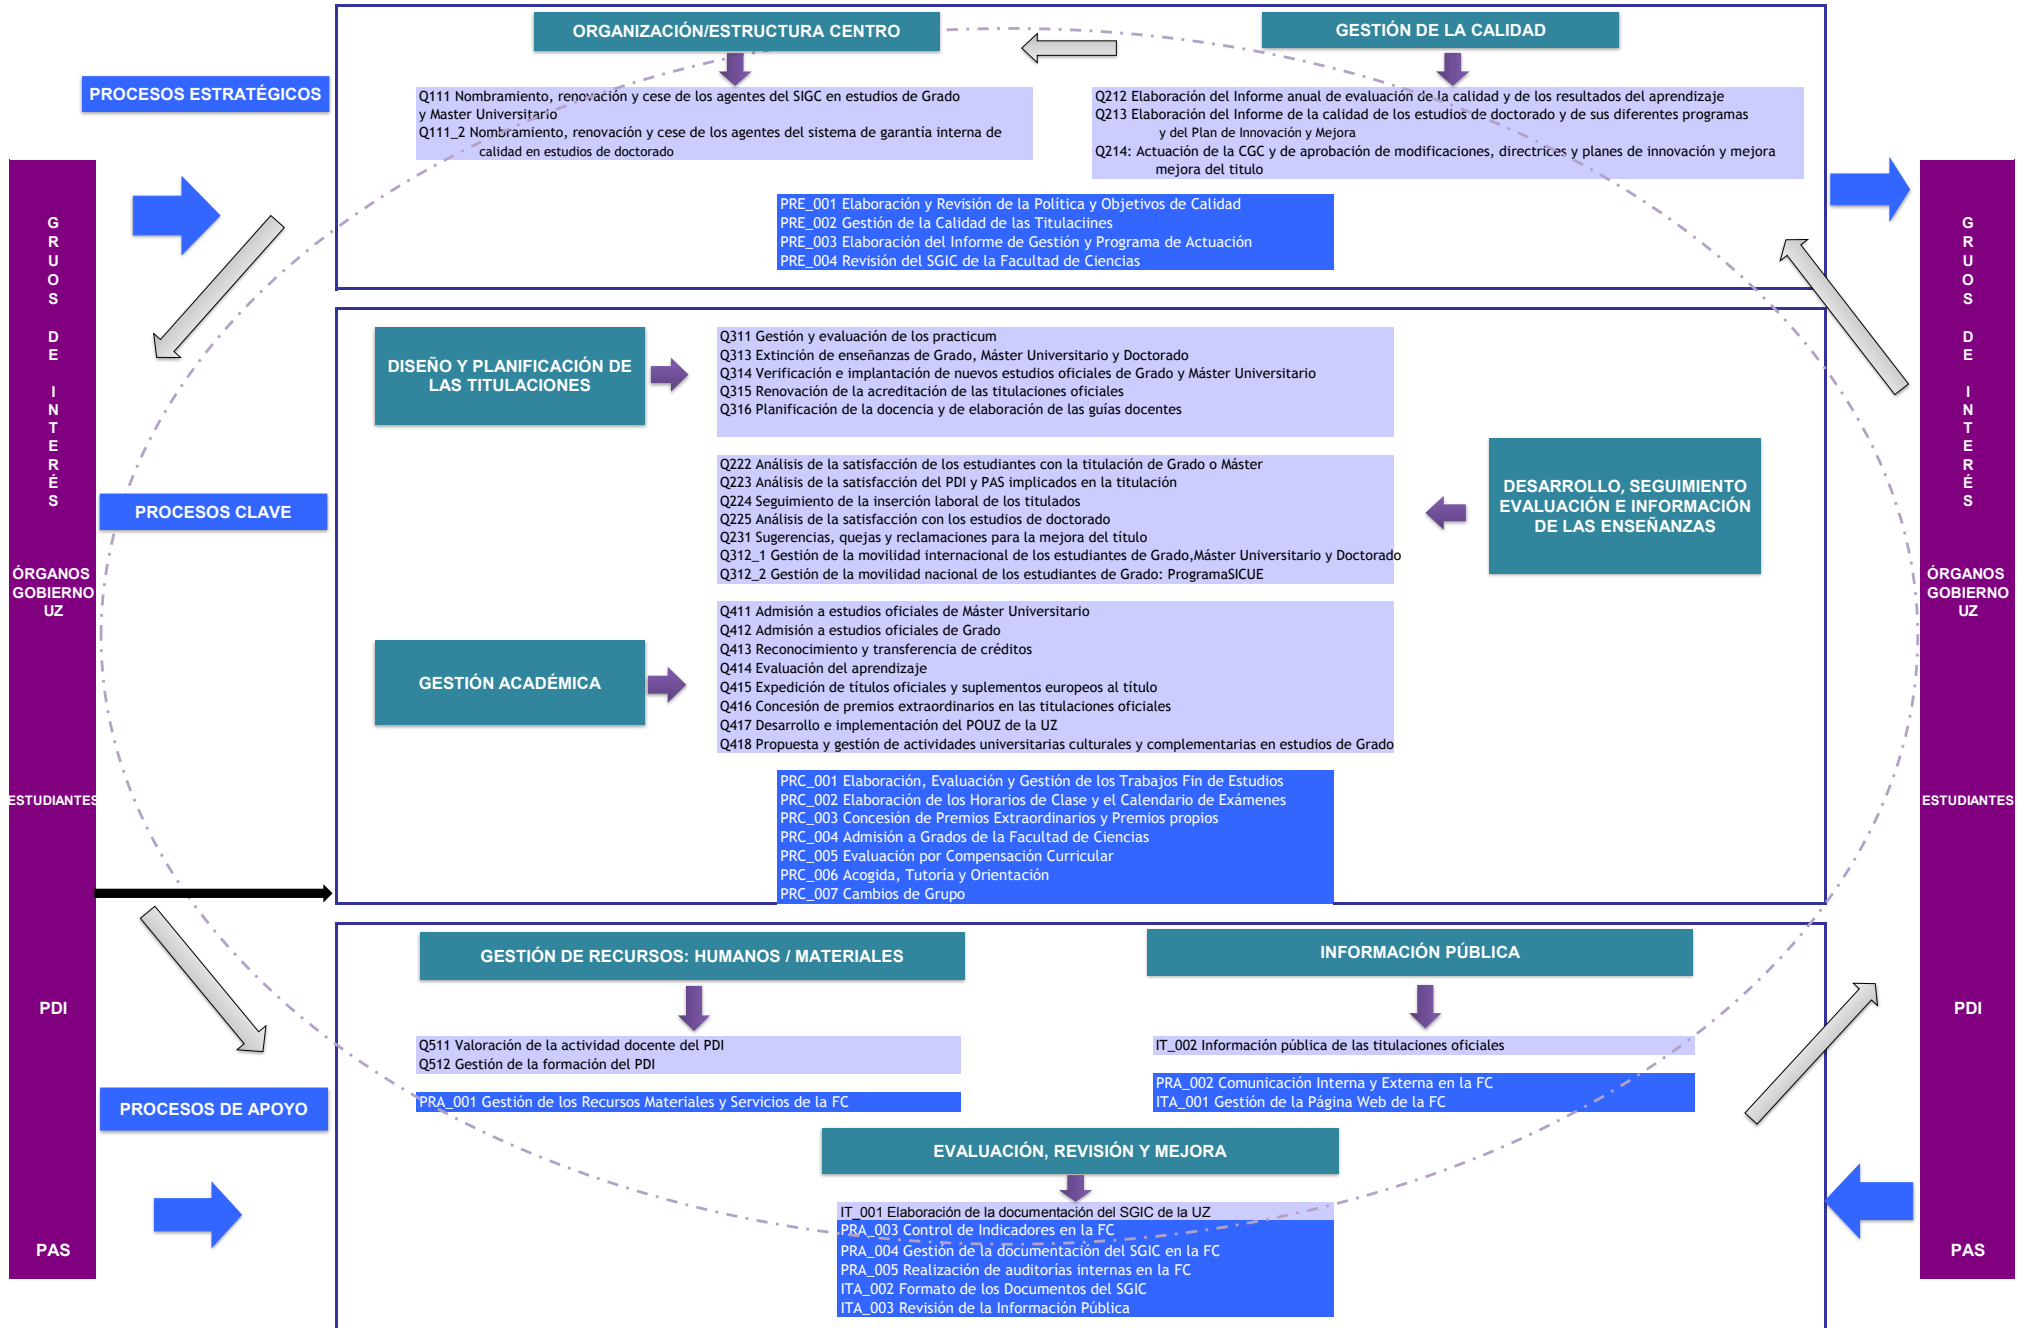 ORGANIZACIÓN/ESTRUCTURA CENTRO
GESTIÓN DE LA CALIDAD
PROCESOS ESTRATÉGICOS
Q111 Nombramiento, renovación y cese de los agentes del SIGC en estudios de Grado
y Master Universitario
Q111_2 Nombramiento, renovación y cese de los agentes del sistema de garantía interna de
calidad en estudios de doctorado
Q212 Elaboración del Informe anual de evaluación de la calidad y de los resultados del aprendizaje
Q213 Elaboración del Informe de la calidad de los estudios de doctorado y de sus diferentes programas
y del Plan de Innovación y Mejora
Q214: Actuación de la CGC y de aprobación de modificaciones, directrices y planes de innovación y mejora
mejora del titulo
PRE_001 Elaboración y Revisión de la Política y Objetivos de Calidad
PRE_002 Gestión de la Calidad de las Titulaciines
PRE_003 Elaboración del Informe de Gestión y Programa de Actuación
PRE_004 Revisión del SGIC de la Facultad de Ciencias
GRUOS DE INTERÉS
ÓRGANOS
GOBIERNO
UZ
ESTUDIANTES
PDI
PAS
DISEÑO Y PLANIFICACIÓN DE
LAS TITULACIONES
Q311 Gestión y evaluación de los practicum
Q313 Extinción de enseñanzas de Grado, Máster Universitario y Doctorado
Q314 Verificación e implantación de nuevos estudios oficiales de Grado y Máster Universitario
Q315 Renovación de la acreditación de las titulaciones oficiales
Q316 Planificación de la docencia y de elaboración de las guías docentes
PROCESOS CLAVE
Q222 Análisis de la satisfacción de los estudiantes con la titulación de Grado o Máster
Q223 Análisis de la satisfacción del PDI y PAS implicados en la titulación
Q224 Seguimiento de la inserción laboral de los titulados
Q225 Análisis de la satisfacción con los estudios de doctorado
Q231 Sugerencias, quejas y reclamaciones para la mejora del título
Q312_1 Gestión de la movilidad internacional de los estudiantes de Grado,Máster Universitario y Doctorado
Q312_2 Gestión de la movilidad nacional de los estudiantes de Grado: ProgramaSICUE
DESARROLLO, SEGUIMIENTO
EVALUACIÓN E INFORMACIÓN
DE LAS ENSEÑANZAS
GESTIÓN ACADÉMICA
Q411 Admisión a estudios oficiales de Máster Universitario
Q412 Admisión a estudios oficiales de Grado
Q413 Reconocimiento y transferencia de créditos
Q414 Evaluación del aprendizaje
Q415 Expedición de títulos oficiales y suplementos europeos al título
Q416 Concesión de premios extraordinarios en las titulaciones oficiales
Q417 Desarrollo e implementación del POUZ de la UZ
Q418 Propuesta y gestión de actividades universitarias culturales y complementarias en estudios de Grado
PRC_001 Elaboración, Evaluación y Gestión de los Trabajos Fin de Estudios
PRC_002 Elaboración de los Horarios de Clase y el Calendario de Exámenes
PRC_003 Concesión de Premios Extraordinarios y Premios propios
PRC_004 Admisión a Grados de la Facultad de Ciencias
PRC_005 Evaluación por Compensación Curricular
PRC_006 Acogida, Tutoría y Orientación
PRC_007 Cambios de Grupo
PROCESOS DE APOYO
GESTIÓN DE RECURSOS: HUMANOS / MATERIALES
INFORMACIÓN PÚBLICA
Q511 Valoración de la actividad docente del PDI
Q512 Gestión de la formación del PDI
PRA_001 Gestión de los Recursos Materiales y Servicios de la FC
IT_002 Información pública de las titulaciones oficiales
PRA_002 Comunicación Interna y Externa en la FC
ITA_001 Gestión de la Página Web de la FC
EVALUACIÓN, REVISIÓN Y MEJORA
IT_001 Elaboración de la documentación del SGIC de la UZ
PRA_003 Control de Indicadores en la FC
PRA_004 Gestión de la documentación del SGIC en la FC
PRA_005 Realización de auditorías internas en la FC
ITA_002 Formato de los Documentos del SGIC
ITA_003 Revisión de la Información Pública
GRUOS DE INTERÉS
ÓRGANOS
GOBIERNO
UZ
ESTUDIANTES
PDI
PAS